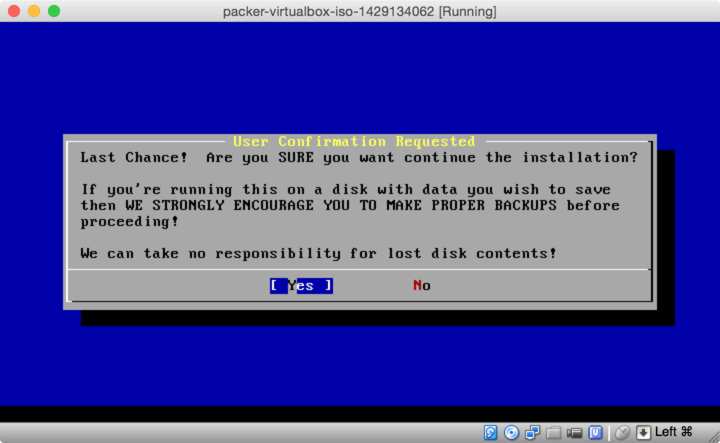 packer-virtualbox-iso-1429134062 [Running]
User Confirmation Requested
Last Chance! Are you SURE you want continue the installation?
If you're running this on a disk with data you wish to save
then WE STRONGLY ENCOURAGE YOU TO MAKE PROPER BACKUPS before
proceeding!
We can take no responsibility for lost disk contents!
[ Yes ] No
Left ⌘